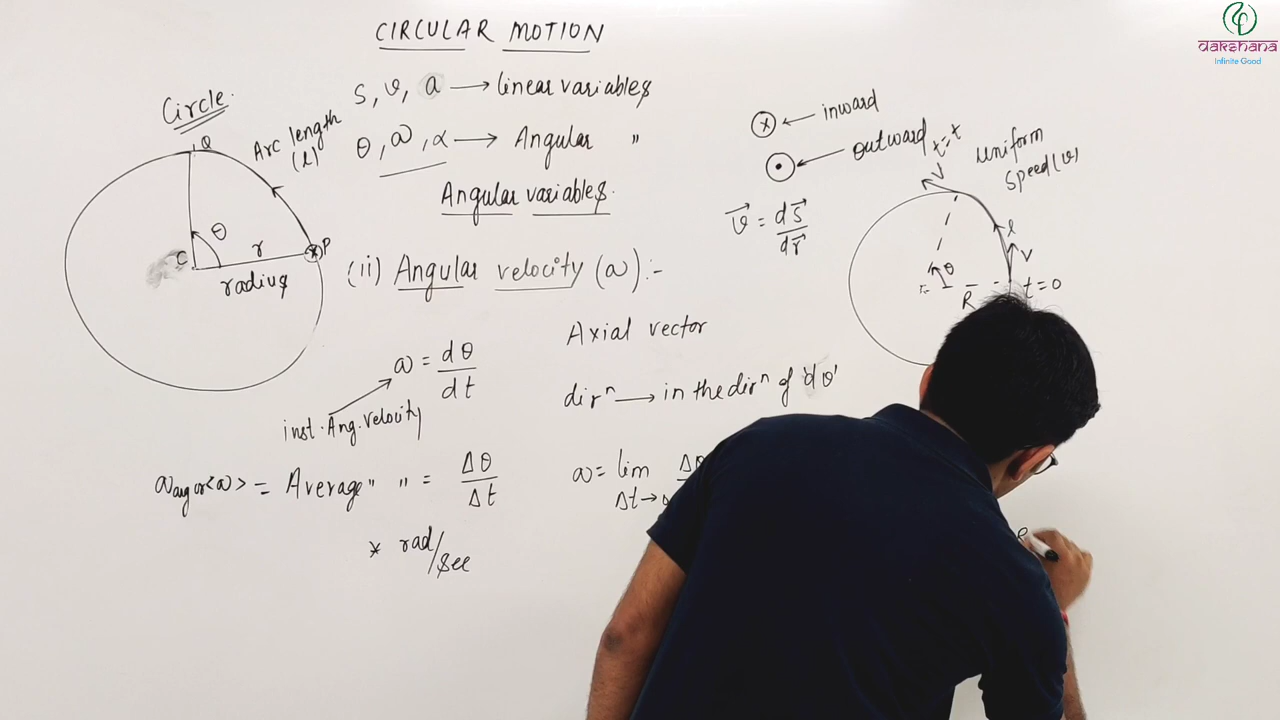 CIRCULAR MOTION
dakshana
Infinite Good
Circle.
s, v, a → linear variables
θ, ω, α → Angular "
Angular variables.
Q
Arc length
(l)
θ
C
r
P
radius
(ii) Angular velocity (ω) :-
ω = dθ/dt
inst. Ang. velocity
ωavg or <ω> = Average " " = Δθ/Δt
* rad/sec
Axial vector
dirⁿ → in the dirⁿ of 'dθ'
ω = lim
Δt→
⊗ ← inward
⊙ ← outward
v⃗ = ds⃗/dr⃗
t=t
uniform
speed (v)
V
l
V
θ
R
t=0